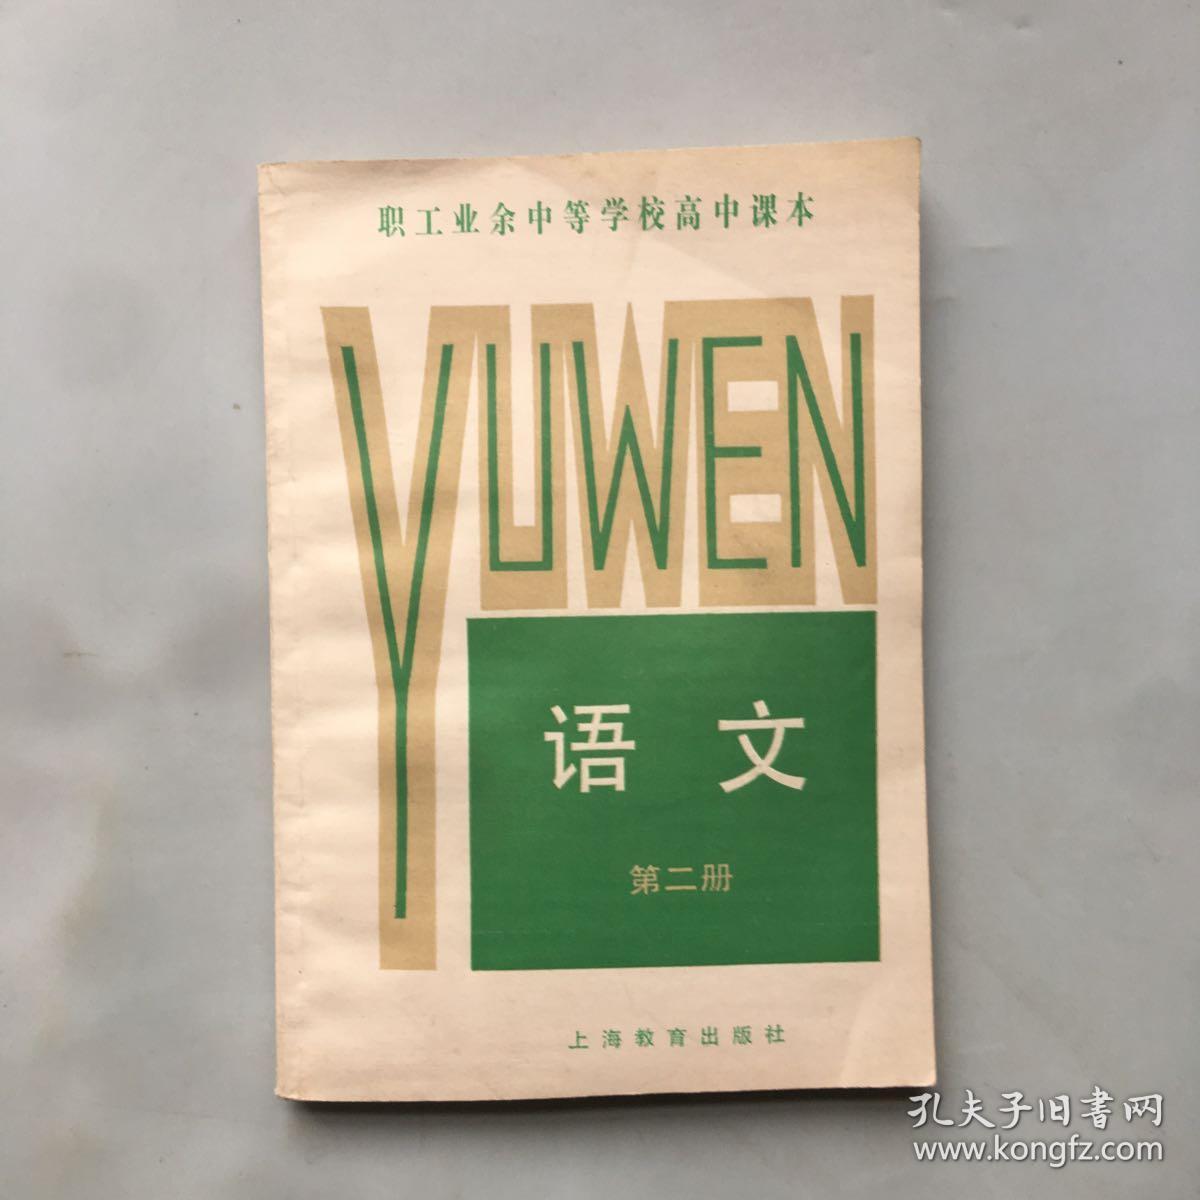 职工业余中等学校高中课本
YUWEN
语文
第二册
上海教育出版社
孔夫子旧书网
www.kongfz.com